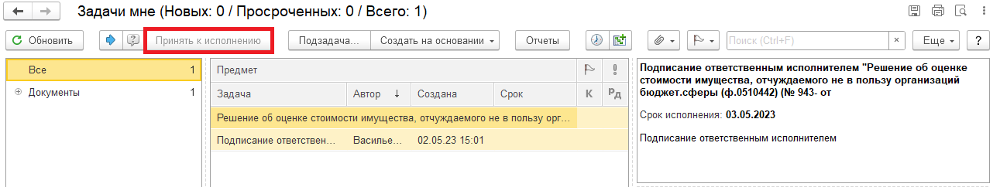 Задачи мне (Новых: 0 / Просроченных: 0 / Всего: 1)
Обновить Принять к исполнению Подзадача... Создать на основании Отчеты Поиск (Ctrl+F) × Еще ?
Все 1
Документы 1
Предмет
Задача Автор ↓ Создана Срок К Рд
Решение об оценке стоимости имущества, отчуждаемого не в пользу орг...
Подписание ответствен... Василье... 02.05.23 15:01
Подписание ответственным исполнителем "Решение об оценке
стоимости имущества, отчуждаемого не в пользу организаций
бюджет.сферы (ф.0510442) (№ 943- от
Срок исполнения: 03.05.2023
Подписание ответственным исполнителем